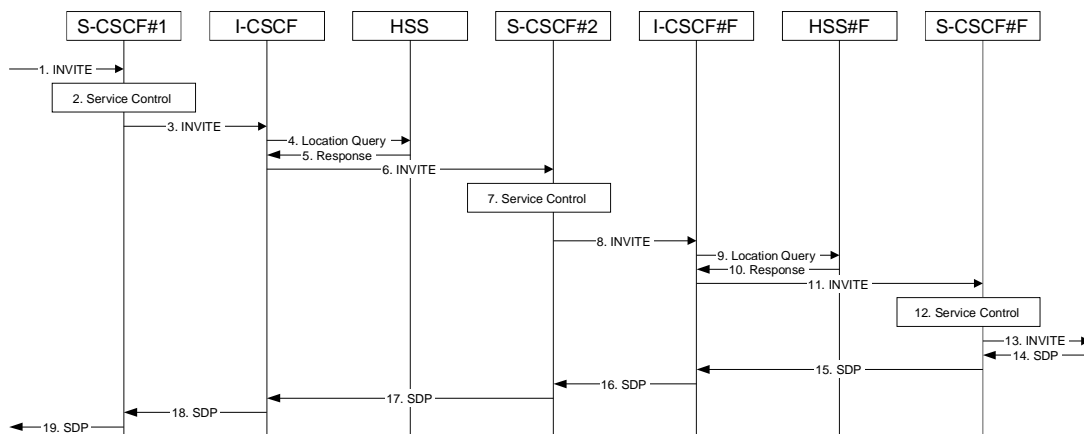 S-CSCF#1
I-CSCF
HSS
S-CSCF#2
I-CSCF#F
HSS#F
S-CSCF#F
1. INVITE
2. Service Control
3. INVITE
4. Location Query
5. Response
6. INVITE
7. Service Control
8. INVITE
9. Location Query
10. Response
11. INVITE
12. Service Control
13. INVITE
14. SDP
15. SDP
16. SDP
17. SDP
18. SDP
19. SDP